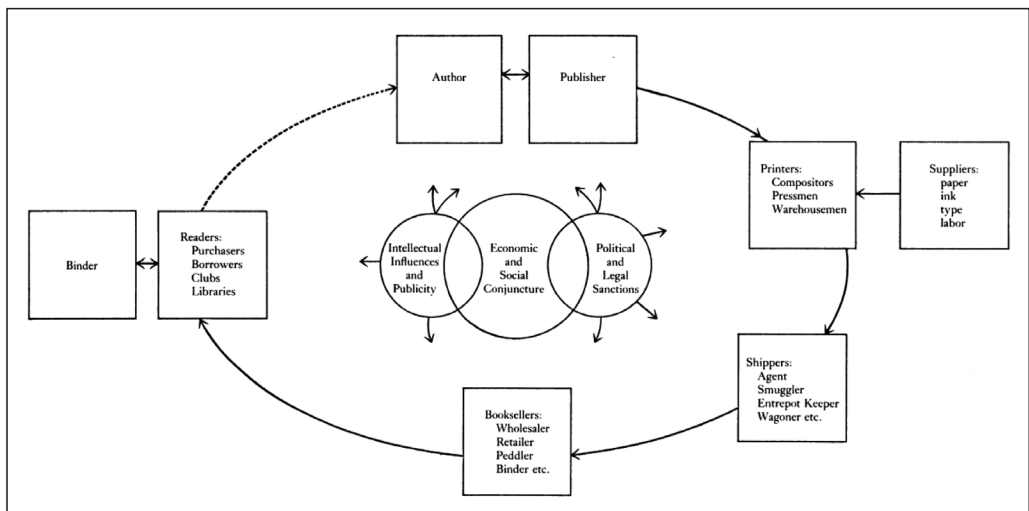 Author
Publisher
Printers:
Compositors
Pressmen
Warehousemen
Suppliers:
paper
ink
type
labor
Binder
Readers:
Purchasers
Borrowers
Clubs
Libraries
Intellectual
Influences
and
Publicity
Economic
and
Social
Conjuncture
Political
and
Legal
Sanctions
Shippers:
Agent
Smuggler
Entrepot Keeper
Wagoner etc.
Booksellers:
Wholesaler
Retailer
Peddler
Binder etc.